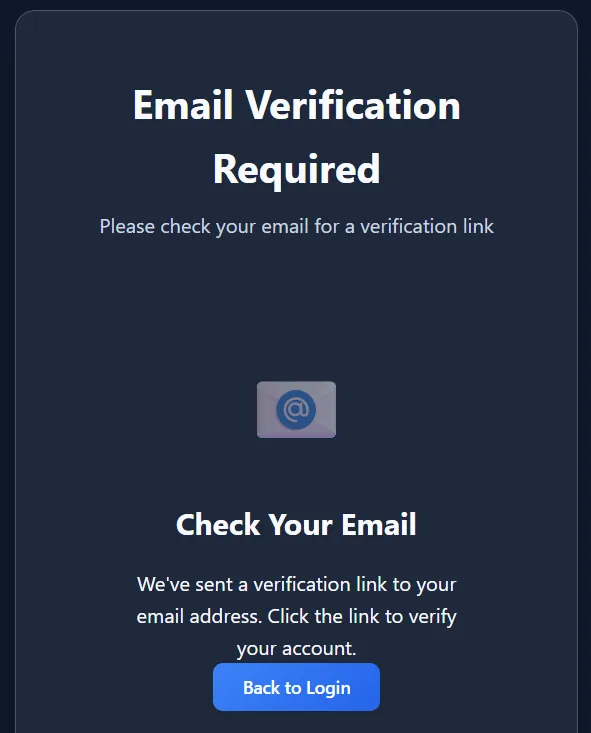 Email Verification
Required
Please check your email for a verification link
@
Check Your Email
We've sent a verification link to your
email address. Click the link to verify
your account.
Back to Login